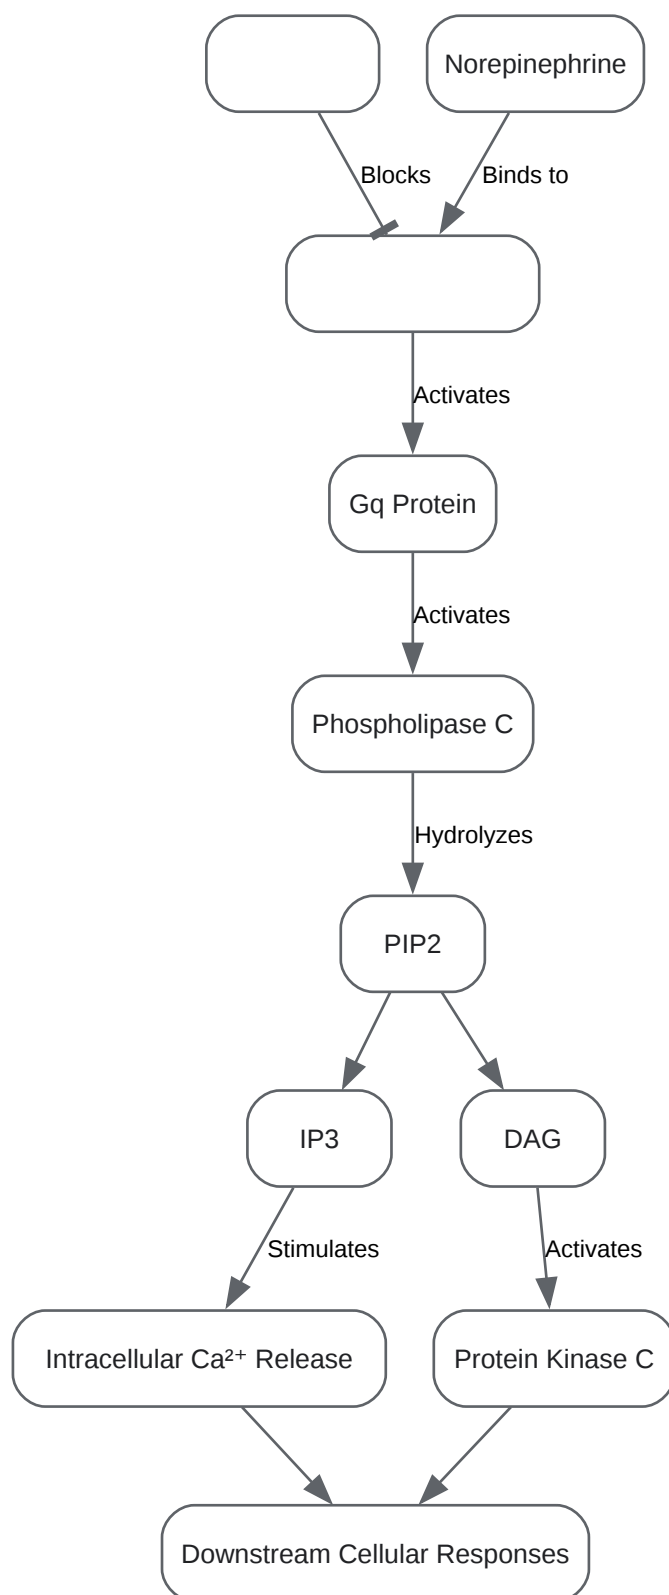 Norepinephrine
Blocks
Binds to
Activates
Gq Protein
Activates
Phospholipase C
Hydrolyzes
PIP2
IP3
DAG
Stimulates
Activates
Intracellular Ca²⁺ Release
Protein Kinase C
Downstream Cellular Responses